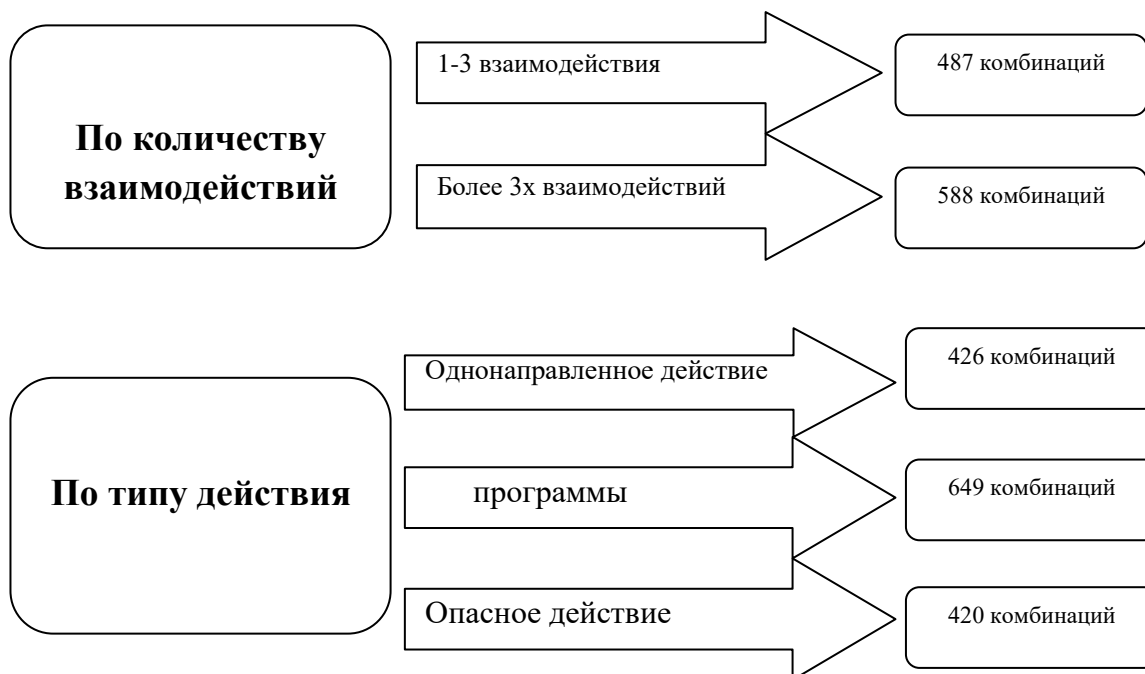 По количеству
взаимодействий
1-3 взаимодействия
487 комбинаций
Более 3х взаимодействий
588 комбинаций
По типу действия
Однонаправленное действие
426 комбинаций
программы
649 комбинаций
Опасное действие
420 комбинаций